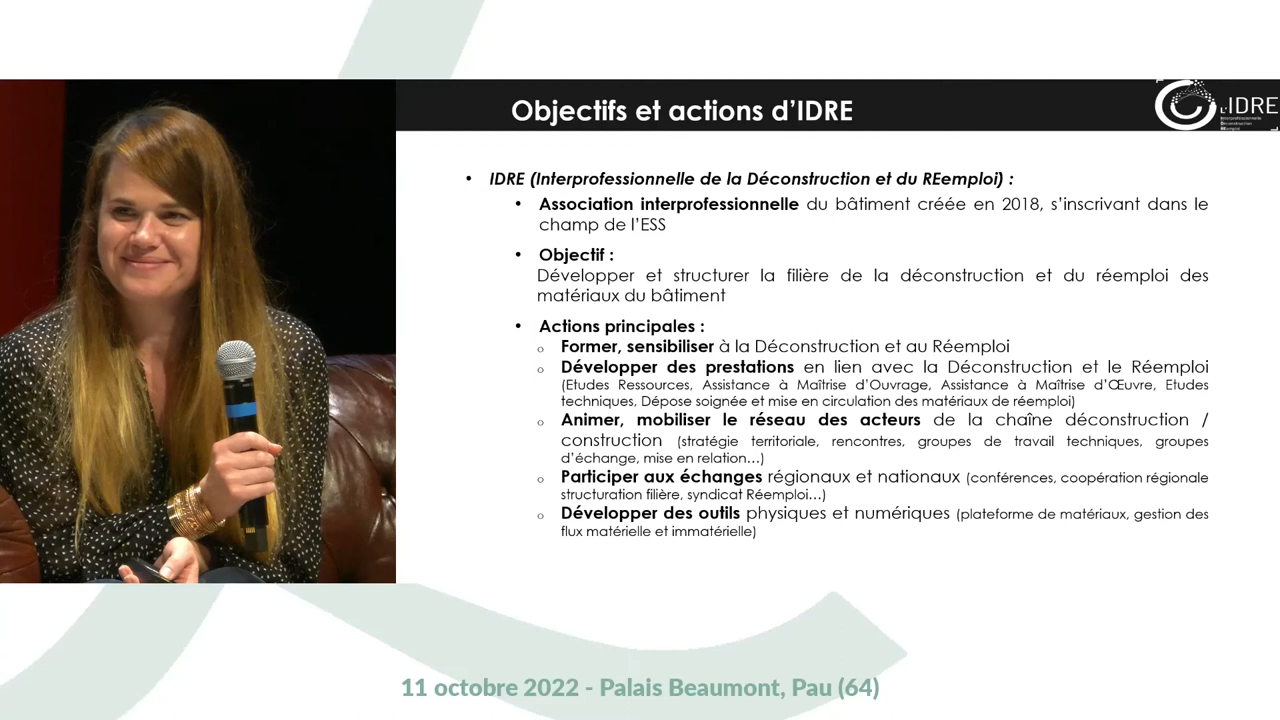 Objectifs et actions d’IDRE
L'IDRE
Interprofessionnelle
Déconstruction
REemploi
• IDRE (Interprofessionnelle de la Déconstruction et du REemploi) :
• Association interprofessionnelle du bâtiment créée en 2018, s’inscrivant dans le
champ de l’ESS
• Objectif :
Développer et structurer la filière de la déconstruction et du réemploi des
matériaux du bâtiment
• Actions principales :
o Former, sensibiliser à la Déconstruction et au Réemploi
o Développer des prestations en lien avec la Déconstruction et le Réemploi
(Etudes Ressources, Assistance à Maîtrise d’Ouvrage, Assistance à Maîtrise d’Œuvre, Etudes
techniques, Dépose soignée et mise en circulation des matériaux de réemploi)
o Animer, mobiliser le réseau des acteurs de la chaîne déconstruction /
construction (stratégie territoriale, rencontres, groupes de travail techniques, groupes
d’échange, mise en relation…)
o Participer aux échanges régionaux et nationaux (conférences, coopération régionale
structuration filière, syndicat Réemploi…)
o Développer des outils physiques et numériques (plateforme de matériaux, gestion des
flux matérielle et immatérielle)
11 octobre 2022 - Palais Beaumont, Pau (64)